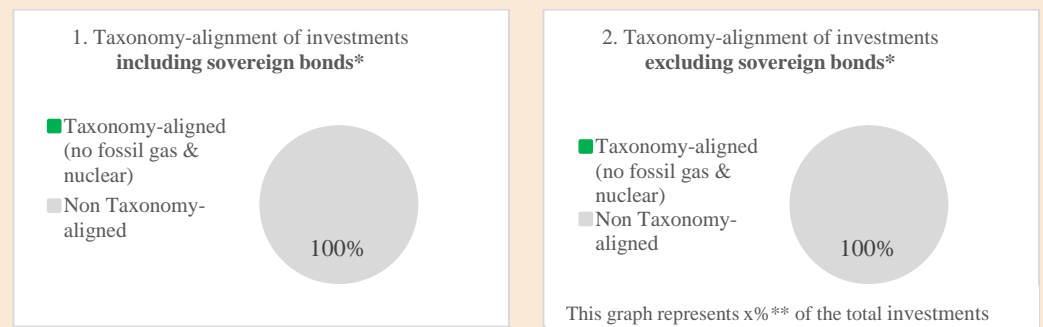 1. Taxonomy-alignment of investments
including sovereign bonds*
Taxonomy-aligned
(no fossil gas &
nuclear)
Non Taxonomy-
aligned
100%
2. Taxonomy-alignment of investments
excluding sovereign bonds*
Taxonomy-aligned
(no fossil gas &
nuclear)
Non Taxonomy-
aligned
100%
This graph represents x%** of the total investments